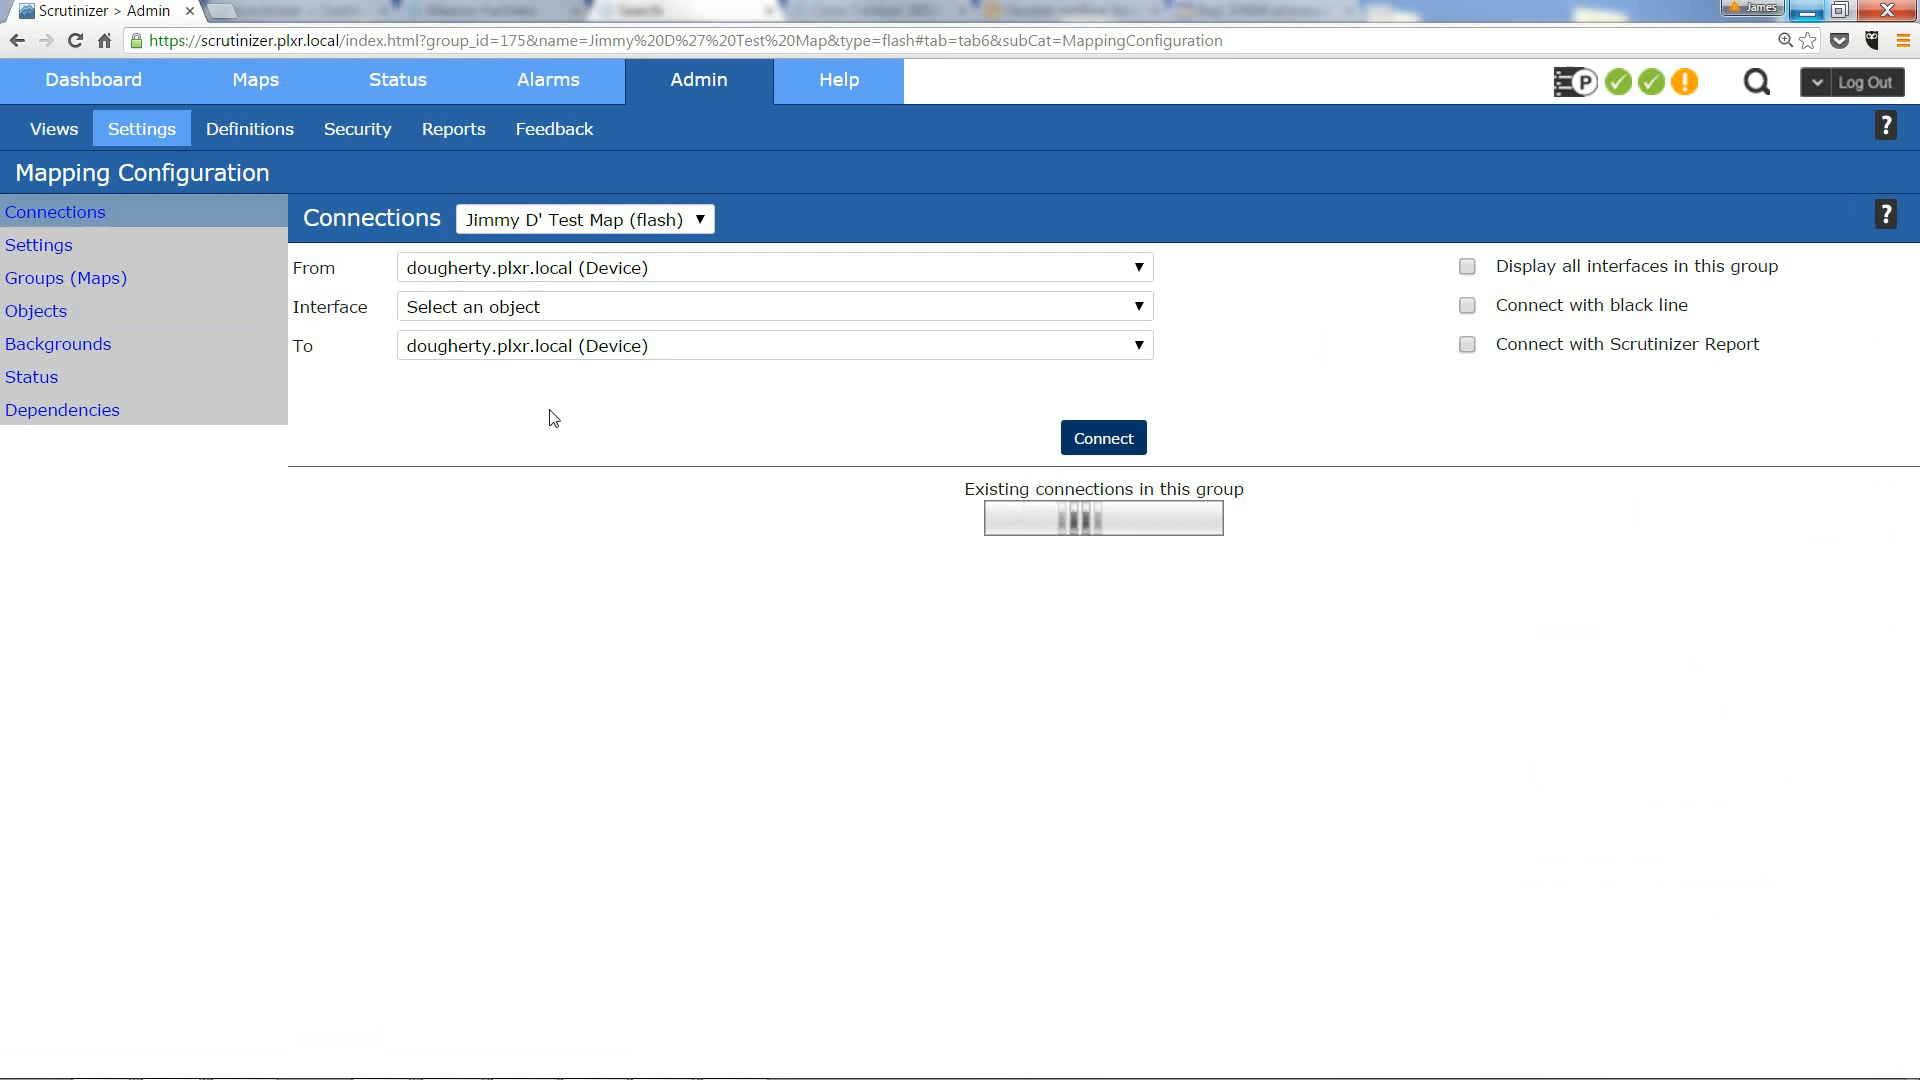 Scrutinizer > Admin
Search
James
https://scrutinizer.plxr.local/index.html?group_id=175&name=Jimmy%20D%27%20Test%20Map&type=flash#tab=tab6&subCat=MappingConfiguration
Dashboard Maps Status Alarms Admin Help
P
Log Out
Views Settings Definitions Security Reports Feedback
?
Mapping Configuration
Connections
Settings
Groups (Maps)
Objects
Backgrounds
Status
Dependencies
Connections Jimmy D' Test Map (flash)
?
From dougherty.plxr.local (Device)
Interface Select an object
To dougherty.plxr.local (Device)
Display all interfaces in this group
Connect with black line
Connect with Scrutinizer Report
Connect
Existing connections in this group